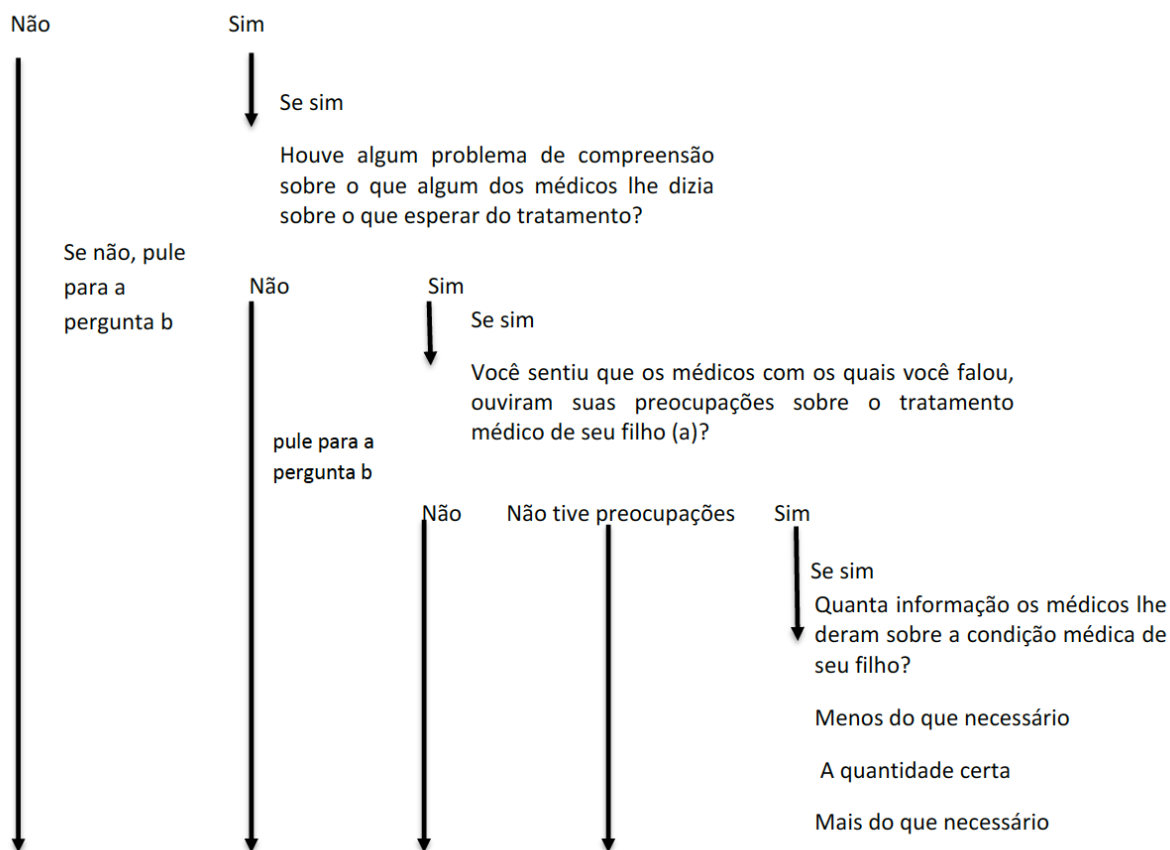 Não Sim
Se sim
Houve algum problema de compreensão
sobre o que algum dos médicos lhe dizia
sobre o que esperar do tratamento?
Se não, pule
para a
pergunta b
Não Sim
Se sim
Você sentiu que os médicos com os quais você falou,
ouviram suas preocupações sobre o tratamento
médico de seu filho (a)?
pule para a
pergunta b
Não Não tive preocupações Sim
Se sim
Quanta informação os médicos lhe
deram sobre a condição médica de
seu filho?
Menos do que necessário
A quantidade certa
Mais do que necessário